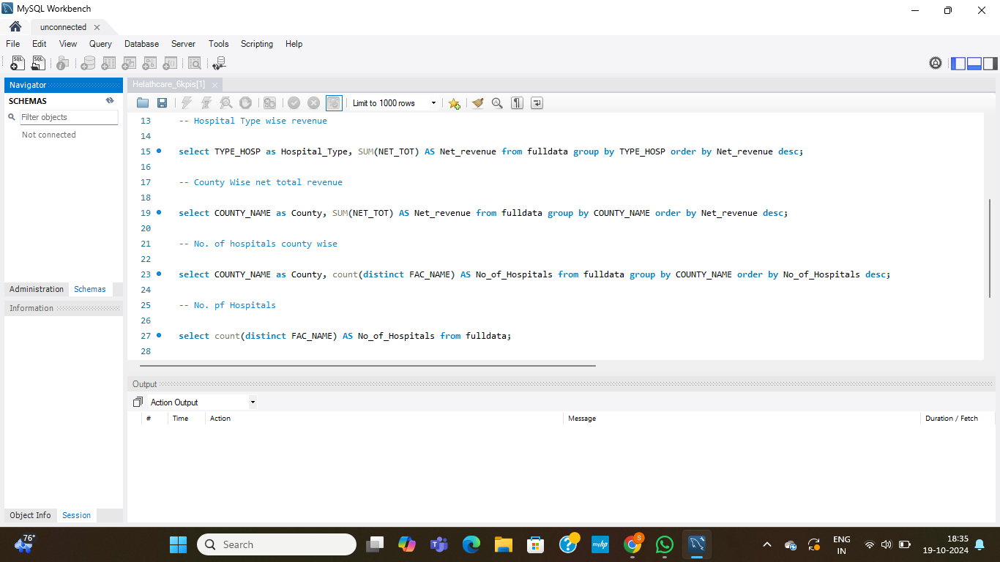 MySQL Workbench
unconnected
File Edit View Query Database Server Tools Scripting Help
Navigator
SCHEMAS
Filter objects
Not connected
Administration Schemas
Information
Object Info Session
Helathcare_6kpis[1]
Limit to 1000 rows
13 -- Hospital Type wise revenue
14
15 select TYPE_HOSP as Hospital_Type, SUM(NET_TOT) AS Net_revenue from fulldata group by TYPE_HOSP order by Net_revenue desc;
16
17 -- County Wise net total revenue
18
19 select COUNTY_NAME as County, SUM(NET_TOT) AS Net_revenue from fulldata group by COUNTY_NAME order by Net_revenue desc;
20
21 -- No. of hospitals county wise
22
23 select COUNTY_NAME as County, count(distinct FAC_NAME) AS No_of_Hospitals from fulldata group by COUNTY_NAME order by No_of_Hospitals desc;
24
25 -- No. pf Hospitals
26
27 select count(distinct FAC_NAME) AS No_of_Hospitals from fulldata;
28
Output
Action Output
# Time Action Message Duration / Fetch
76°
Search
ENG
IN
18:35
19-10-2024